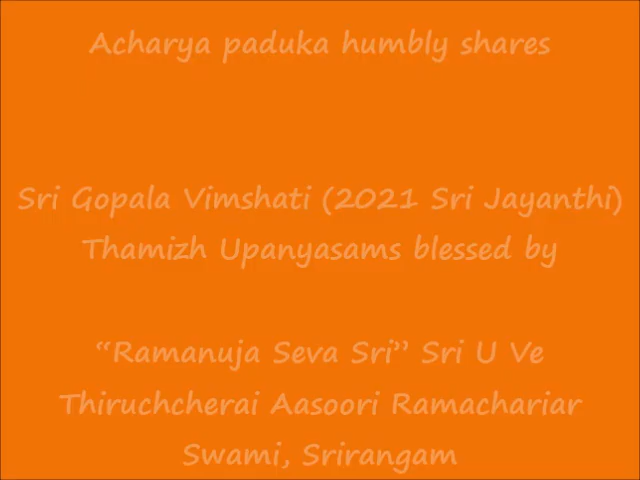 Acharya paduka humbly shares
Sri Gopala Vimshati (2021 Sri Jayanthi)
Thamizh Upanyasams blessed by
“Ramanuja Seva Sri” Sri U Ve
Thiruchcherai Aasoori Ramachariar
Swami, Srirangam